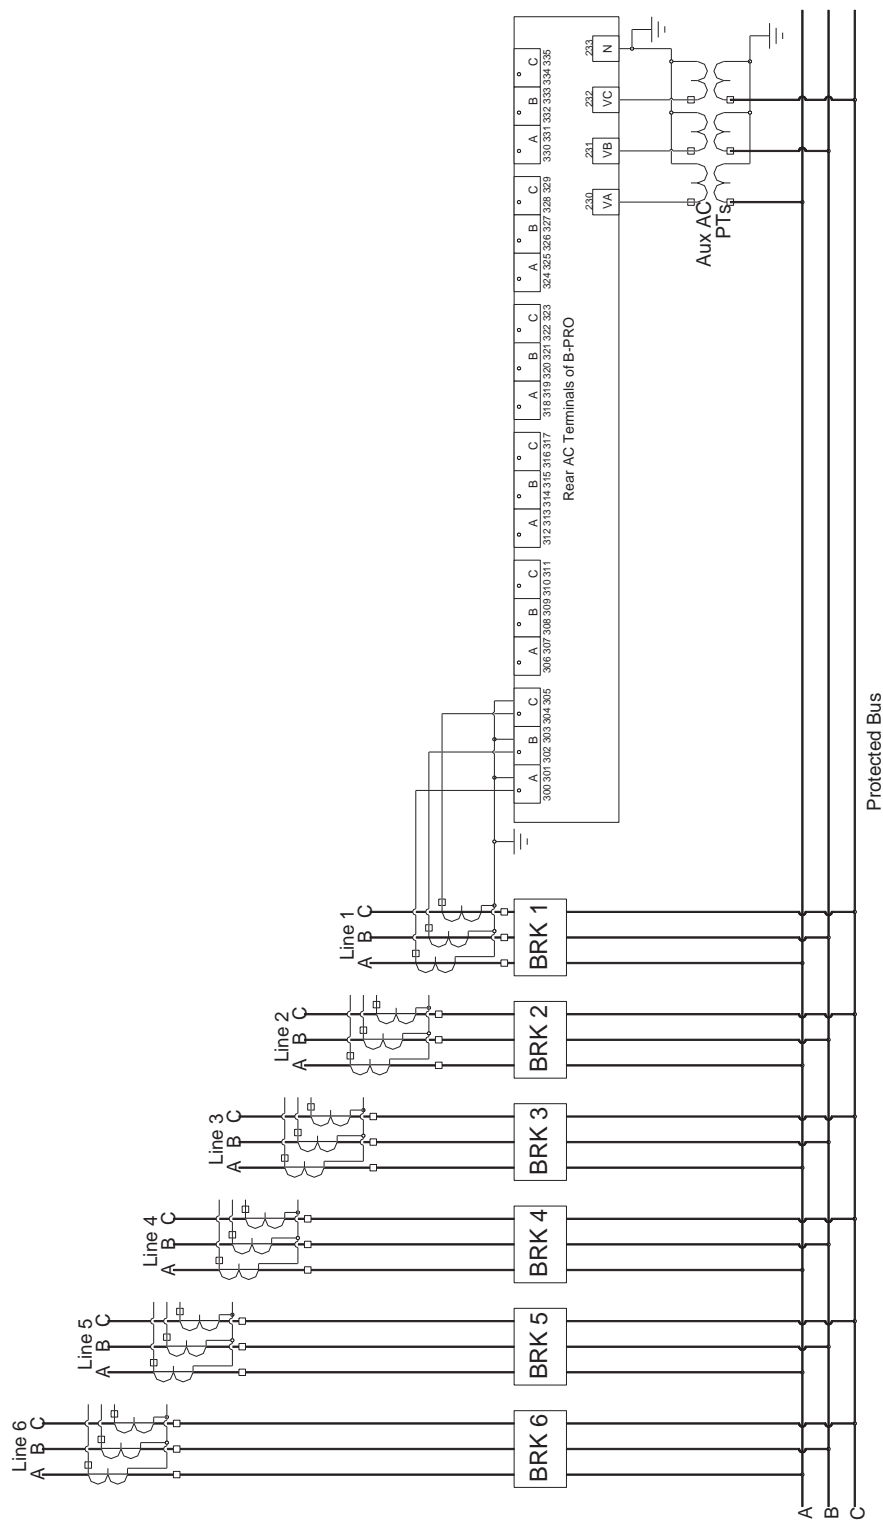 Line 6
A B C
Line 5
A B C
Line 4
A B C
Line 3
A B C
Line 2
A B C
Line 1
A B C
BRK 6
BRK 5
BRK 4
BRK 3
BRK 2
BRK 1
A B C
A B C
A B C
A B C
A B C
A B C
300 301 302 303 304 305
306 307 308 309 310 311
312 313 314 315 316 317
318 319 320 321 322 323
324 325 326 327 328 329
330 331 332 333 334 335
Rear AC Terminals of B-PRO
230 231 232 233
VA VB VC N
Aux AC
PTs
A
B
C
Protected Bus